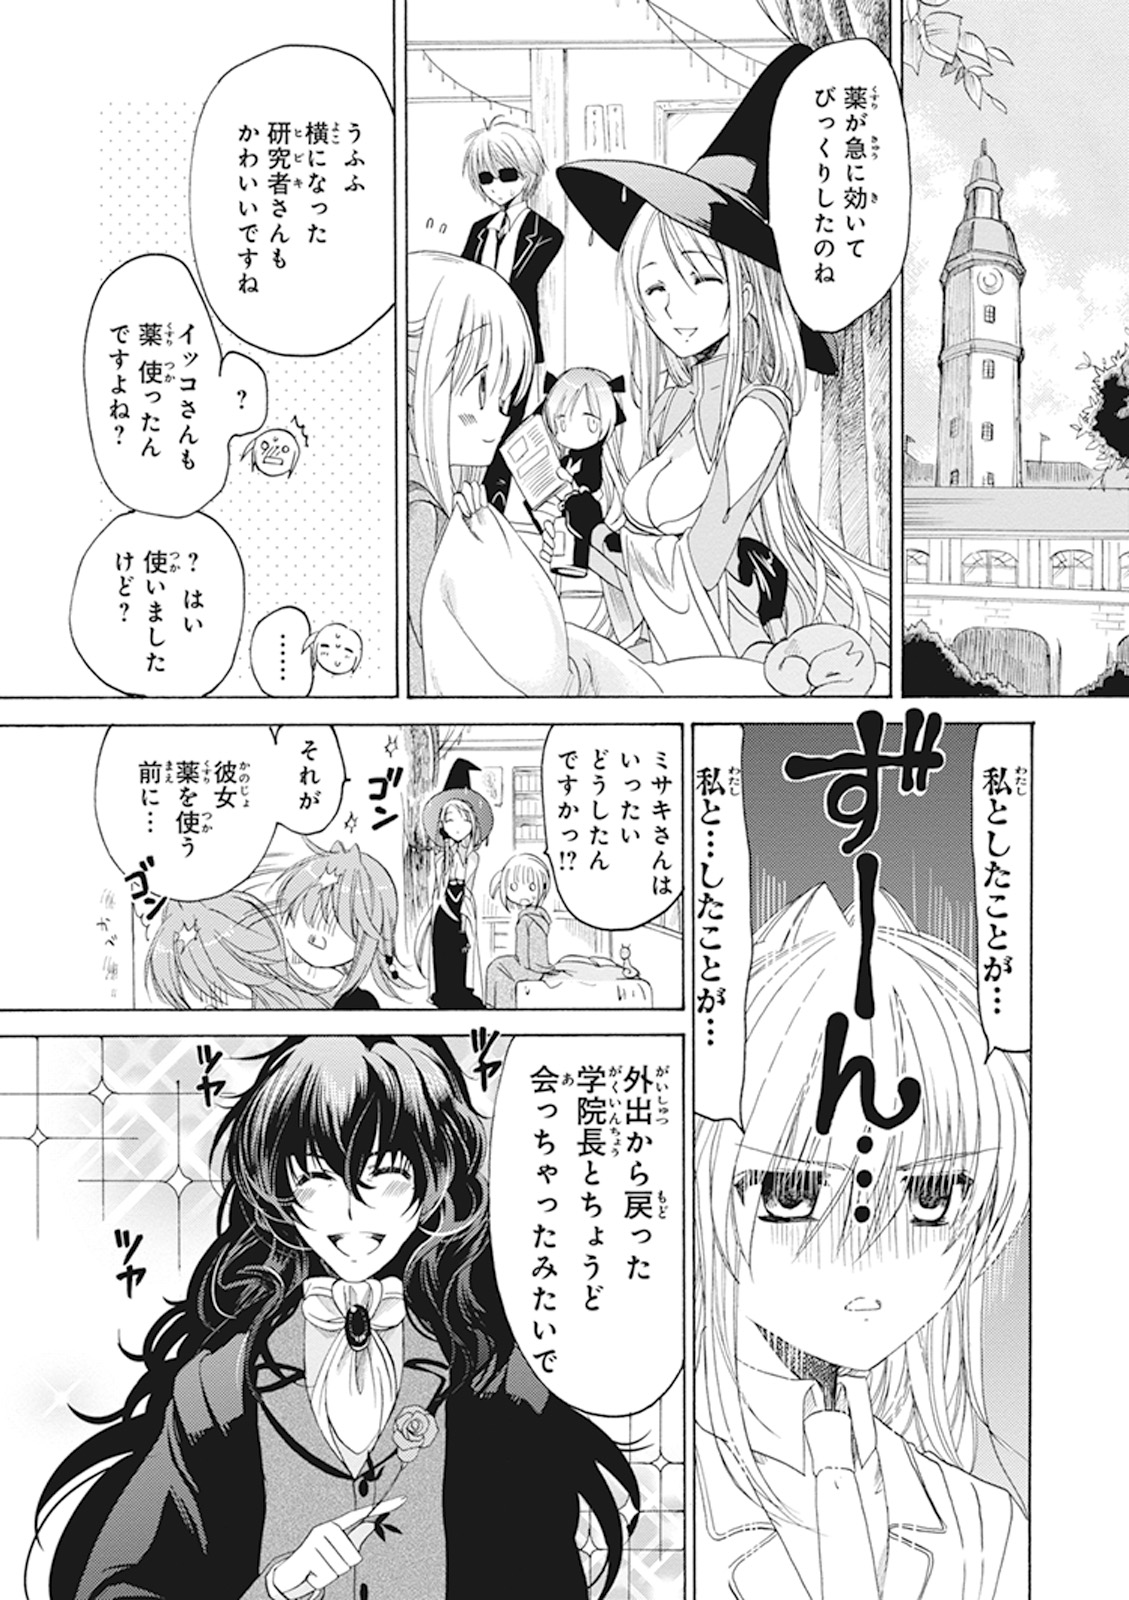 薬が急に効いて
びっくりしたのね
うふふ
横になった
研究者さんも
かわいいですね
？
イッコさんも
薬 使ったん
ですよね？
？ はい
使いました
けど？
……
私としたことが…
私と…したことが…
ずーん……
ミサキさんは
いったい
どうしたん
ですかっ!?
それが
彼女
薬を使う
前に…
ゴン
ゴン
かべ
外出から戻った
学院長とちょうど
会っちゃったみたいで
ツヤ
ツヤ
ツヤ